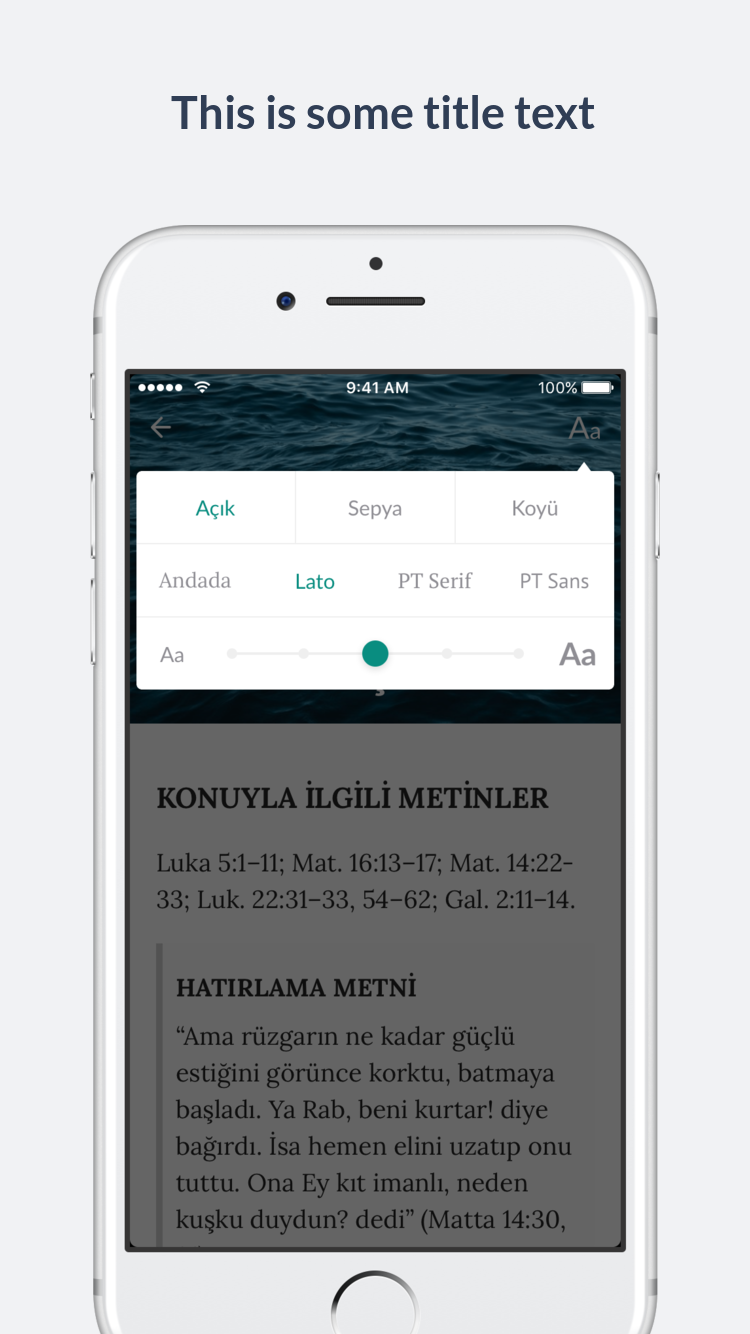 This is some title text
9:41 AM
100%
Aa
Açık
Sepya
Koyü
Andada
Lato
PT Serif
PT Sans
Aa
Aa
KONUYLA İLGİLİ METİNLER
Luka 5:1–11; Mat. 16:13–17; Mat. 14:22-
33; Luk. 22:31–33, 54–62; Gal. 2:11–14.
HATIRLAMA METNİ
“Ama rüzgarın ne kadar güçlü
estiğini görünce korktu, batmaya
başladı. Ya Rab, beni kurtar! diye
bağırdı. İsa hemen elini uzatıp onu
tuttu. Ona Ey kıt imanlı, neden
kuşku duydun? dedi” (Matta 14:30,